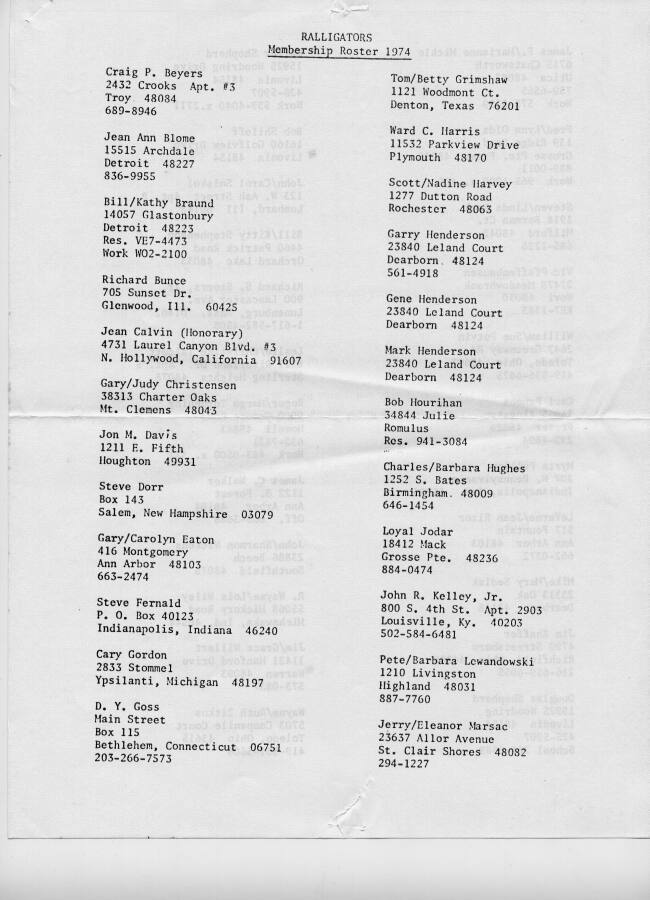 RALLIGATORS
Membership Roster 1974
Craig P. Beyers
2432 Crooks Apt. #3
Troy 48084
689-8946
Jean Ann Blome
15515 Archdale
Detroit 48227
836-9955
Bill/Kathy Braund
14057 Glastonbury
Detroit 48223
Res. VE7-4473
Work WO2-2100
Richard Bunce
705 Sunset Dr.
Glenwood, Ill. 60425
Jean Calvin (Honorary)
4731 Laurel Canyon Blvd. #3
N. Hollywood, California 91607
Gary/Judy Christensen
38313 Charter Oaks
Mt. Clemens 48043
Jon M. Davis
1211 E. Fifth
Houghton 49931
Steve Dorr
Box 143
Salem, New Hampshire 03079
Gary/Carolyn Eaton
416 Montgomery
Ann Arbor 48103
663-2474
Steve Fernald
P. O. Box 40123
Indianapolis, Indiana 46240
Cary Gordon
2833 Stommel
Ypsilanti, Michigan 48197
D. Y. Goss
Main Street
Box 115
Bethlehem, Connecticut 06751
203-266-7573
Tom/Betty Grimshaw
1121 Woodmont Ct.
Denton, Texas 76201
Ward C. Harris
11532 Parkview Drive
Plymouth 48170
Scott/Nadine Harvey
1277 Dutton Road
Rochester 48063
Garry Henderson
23840 Leland Court
Dearborn 48124
561-4918
Gene Henderson
23840 Leland Court
Dearborn 48124
Mark Henderson
23840 Leland Court
Dearborn 48124
Bob Hourihan
34844 Julie
Romulus
Res. 941-3084
Charles/Barbara Hughes
1252 S. Bates
Birmingham 48009
646-1454
Loyal Jodar
18412 Mack
Grosse Pte. 48236
884-0474
John R. Kelley, Jr.
800 S. 4th St. Apt. 2903
Louisville, Ky. 40203
502-584-6481
Pete/Barbara Lewandowski
1210 Livingston
Highland 48031
887-7760
Jerry/Eleanor Marsac
23637 Allor Avenue
St. Clair Shores 48082
294-1227